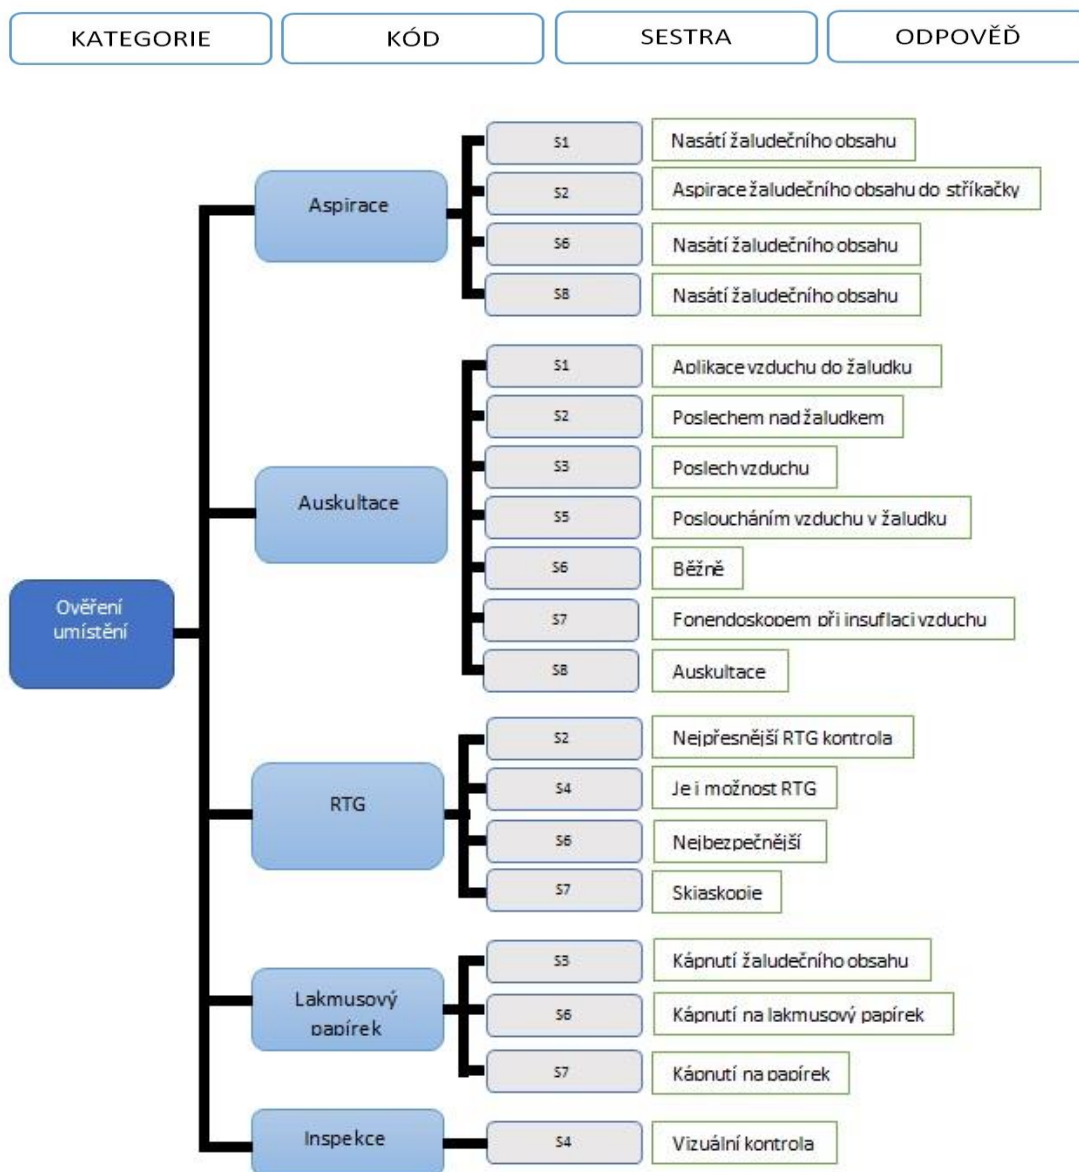 KATEGORIE
KÓD
SESTRA
ODPOVĚĎ
Ověření
umístění
Aspirace
S1
Nasátí žaludečního obsahu
S2
Aspirace žaludečního obsahu do stříkačky
S6
Nasátí žaludečního obsahu
S8
Nasátí žaludečního obsahu
Auskultace
S1
Aplikace vzduchu do žaludku
S2
Poslechem nad žaludkem
S3
Poslech vzduchu
S5
Posloucháním vzduchu v žaludku
S6
Běžně
S7
Fonendoskopem při insuflaci vzduchu
S8
Auskultace
RTG
S2
Nejpřesnější RTG kontrola
S4
Je i možnost RTG
S6
Nejbezpečnější
S7
Skiaskopie
Lakmusový
papírek
S3
Kápnutí žaludečního obsahu
S6
Kápnutí na lakmusový papírek
S7
Kápnutí na papírek
Inspekce
S4
Vizuální kontrola